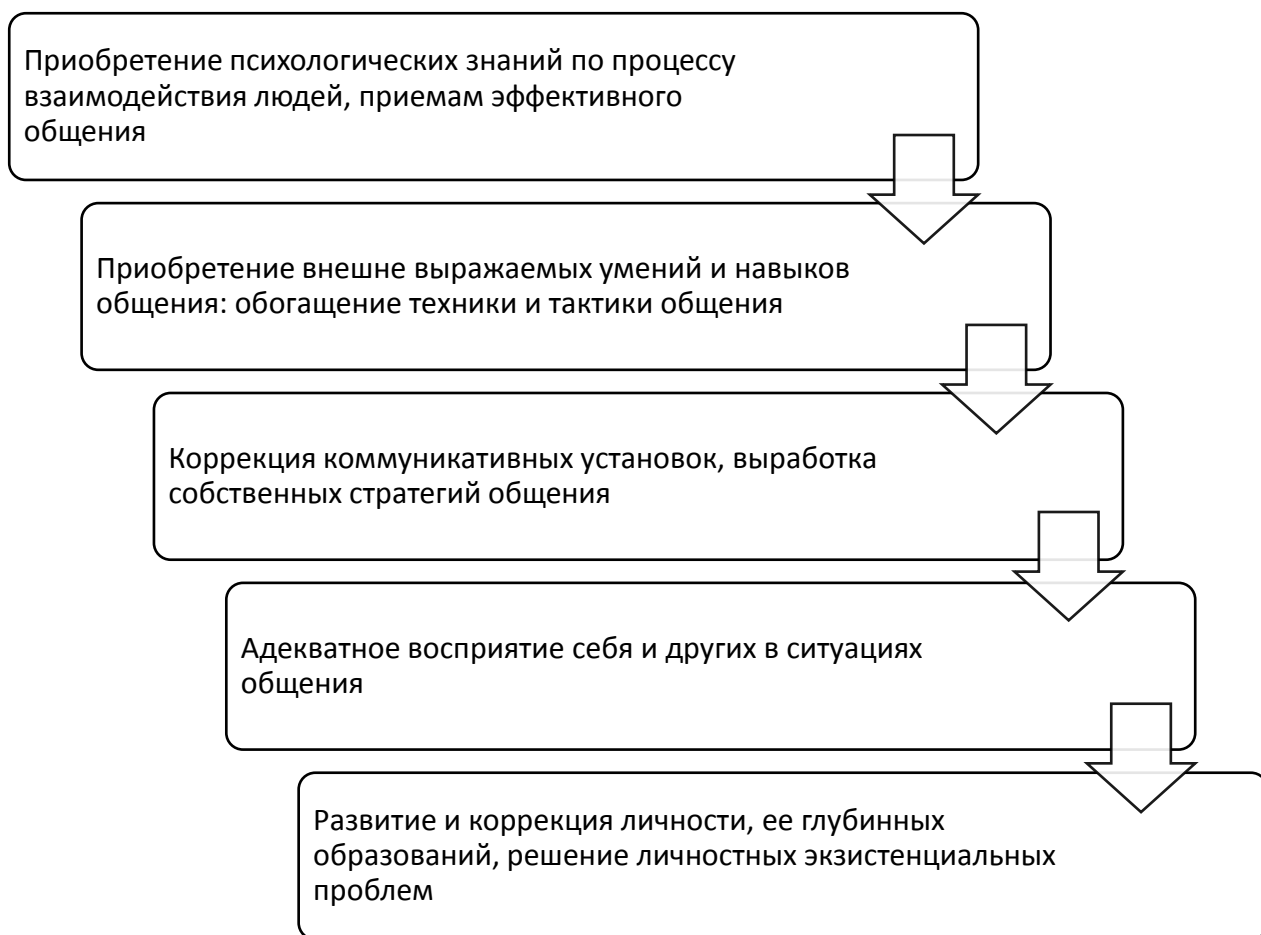 Приобретение психологических знаний по процессу
взаимодействия людей, приемам эффективного
общения
Приобретение внешне выражаемых умений и навыков
общения: обогащение техники и тактики общения
Коррекция коммуникативных установок, выработка
собственных стратегий общения
Адекватное восприятие себя и других в ситуациях
общения
Развитие и коррекция личности, ее глубинных
образований, решение личностных экзистенциальных
проблем